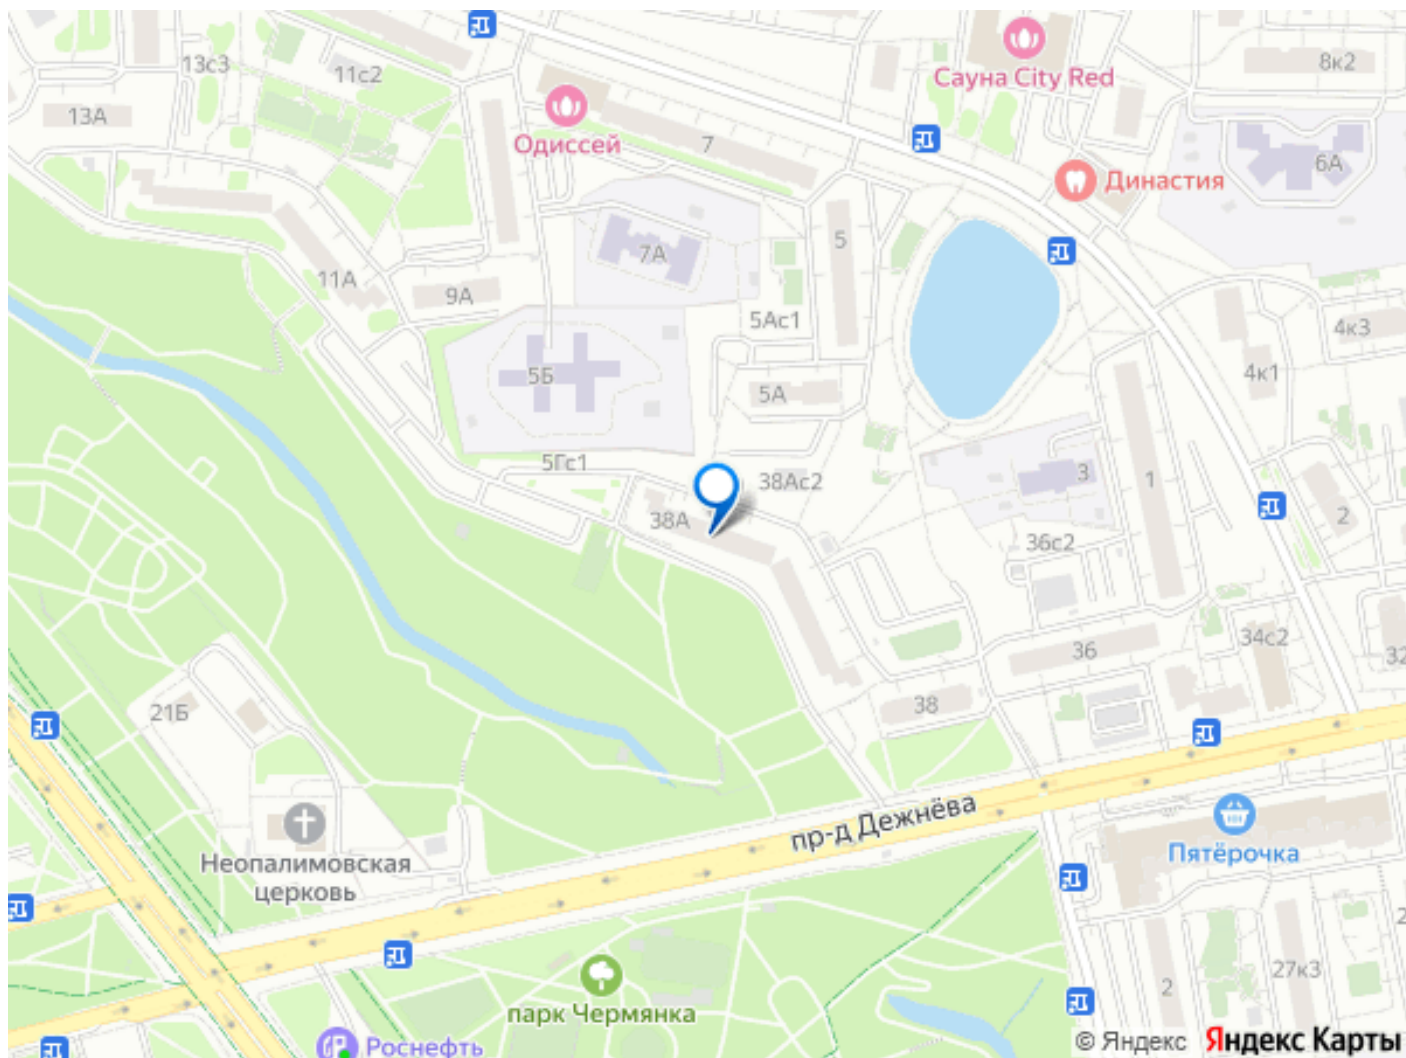 13с3
11с2
Сауна City Red
8к2
13А
Одиссей
7
Династия
6А
5
7А
11А
9А
5Ас1
4к3
5Б
5А
4к1
5Гс1
38Ас2
3
1
38А
2
36с2
34с2
36
32
21Б
38
пр-д Дежнёва
Пятёрочка
Неопалимовская
церковь
2
27к3
2
парк Чермянка
Роснефть
© Яндекс Яндекс Карты